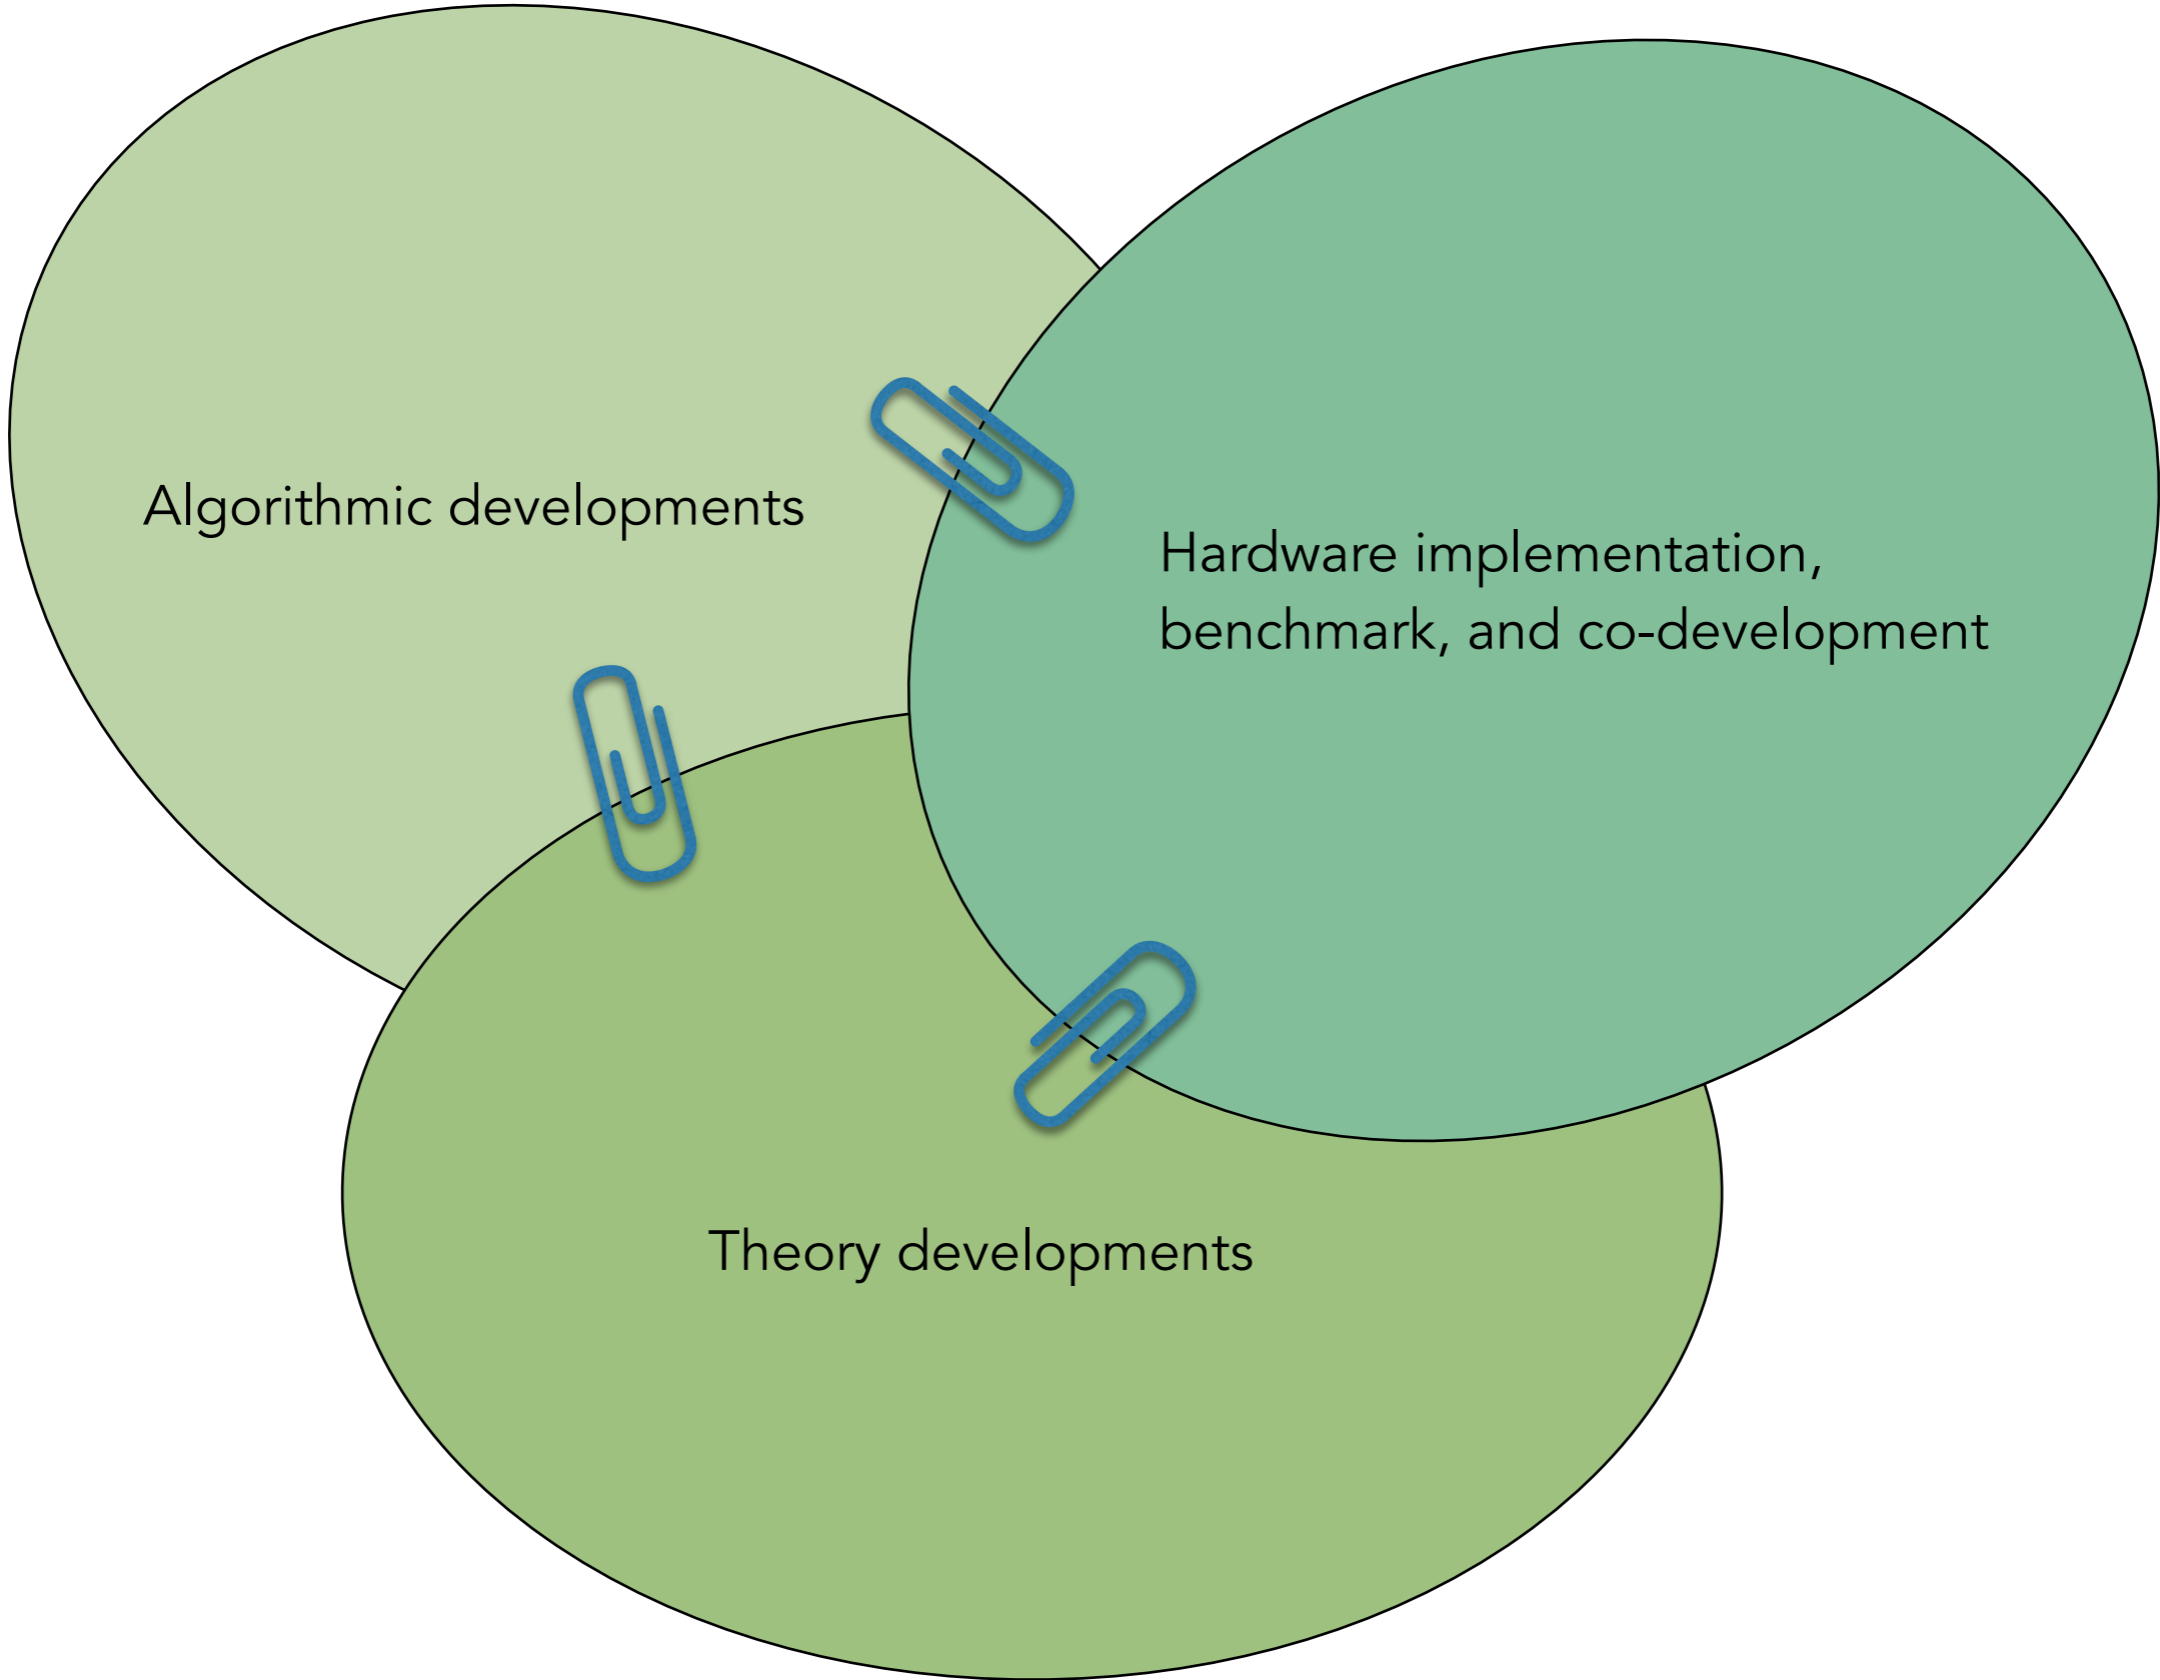 Algorithmic developments
Hardware implementation,
benchmark, and co-development
Theory developments